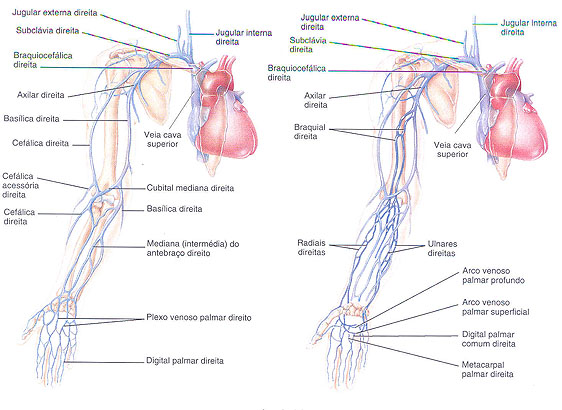 Jugular externa direita
Subclávia direita
Jugular interna
direita
Braquiocefálica
direita
Axilar direita
Basílica direita
Cefálica direita
Veia cava
superior
Cefálica
acessória
direita
Cubital mediana direita
Cefálica
direita
Basílica direita
Mediana (intermédia) do
antebraço direito
Plexo venoso palmar direito
Digital palmar direita
Jugular externa
direita
Jugular Interna
direita
Subclávia
direita
Braquiocefálica
direita
Axilar
direita
Braquial
direita
Veia cava
superior
Radiais
direitas
Ulnares
direitas
Arco venoso
palmar profundo
Arco venoso
palmar superficial
Digital palmar
comum direita
Metacarpal
palmar direita